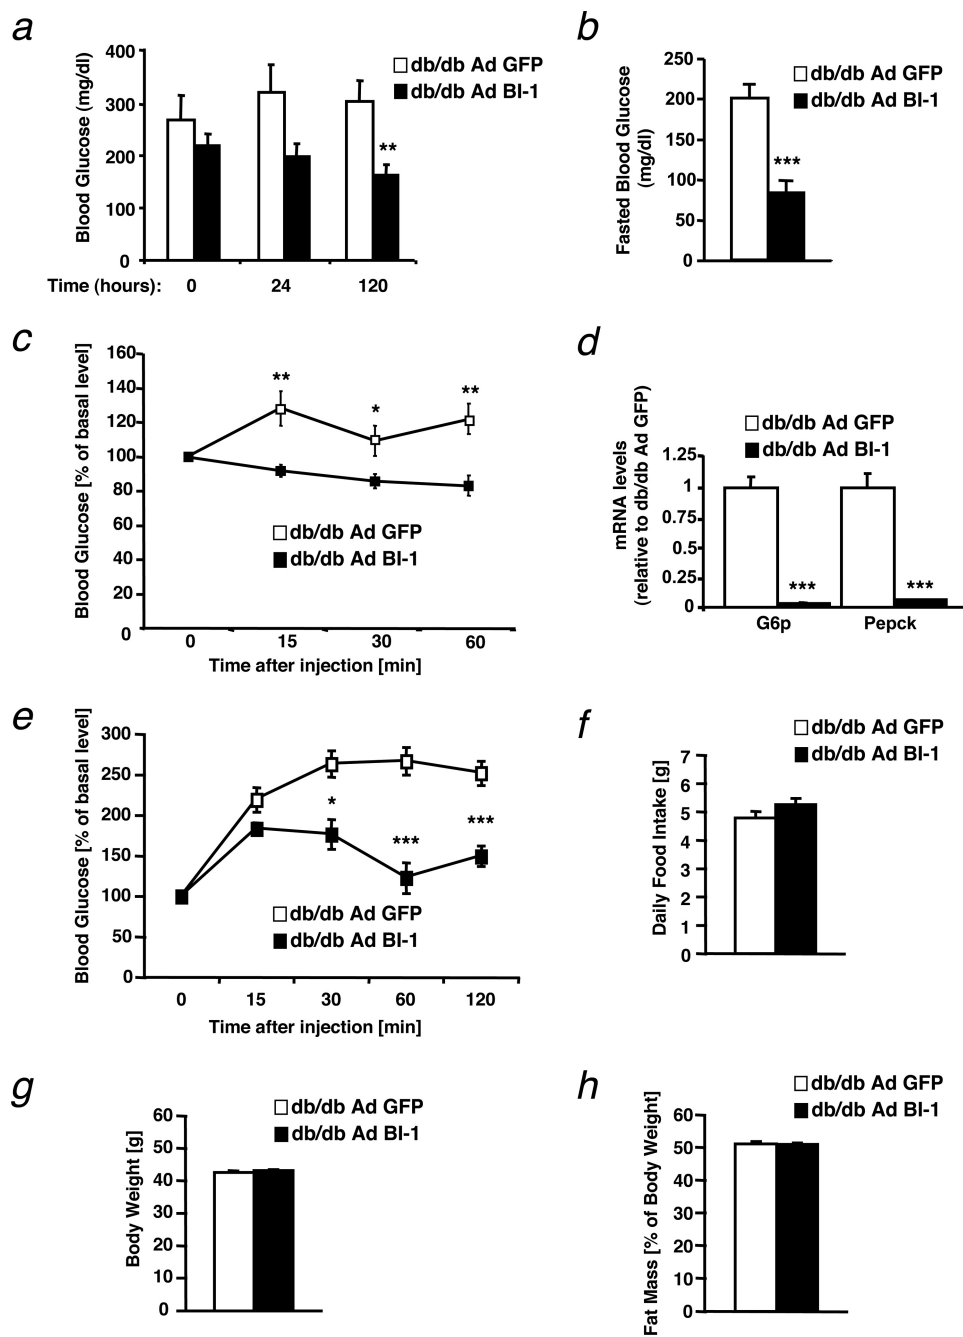 a
Blood Glucose (mg/dl)
400
300
200
100
0
db/db Ad GFP
db/db Ad BI-1
**
Time (hours): 0 24 120
b
Fasted Blood Glucose
(mg/dl)
250
200
150
100
50
0
db/db Ad GFP
db/db Ad BI-1
***
c
Blood Glucose [% of basal level]
160
140
120
100
80
60
40
20
0
** * **
db/db Ad GFP
db/db Ad BI-1
0 15 30 60
Time after injection [min]
d
mRNA levels
(relative to db/db Ad GFP)
db/db Ad GFP
db/db Ad BI-1
1.25
1
0.75
0.5
0.25
0
*** ***
G6p Pepck
e
Blood Glucose [% of basal level]
300
250
200
150
100
50
0
* *** ***
db/db Ad GFP
db/db Ad BI-1
0 15 30 60 120
Time after injection [min]
f
Daily Food Intake [g]
db/db Ad GFP
db/db Ad BI-1
7
6
5
4
3
2
1
0
g
Body Weight [g]
db/db Ad GFP
db/db Ad BI-1
60
50
40
30
20
10
0
h
Fat Mass [% of Body Weight]
db/db Ad GFP
db/db Ad BI-1
60
50
40
30
20
10
0